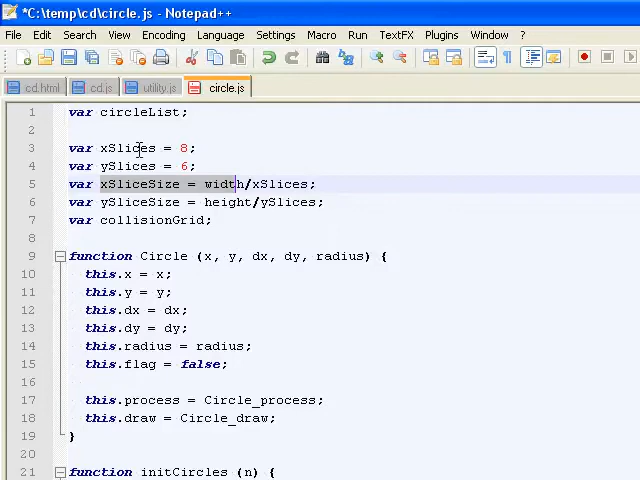 *C:\temp\cd\circle.js - Notepad++
File Edit Search View Encoding Language Settings Macro Run TextFX Plugins Window ?
cd.html cd.js utility.js circle.js
1 var circleList;
2
3 var xSlices = 8;
4 var ySlices = 6;
5 var xSliceSize = width/xSlices;
6 var ySliceSize = height/ySlices;
7 var collisionGrid;
8
9 function Circle (x, y, dx, dy, radius) {
10 this.x = x;
11 this.y = y;
12 this.dx = dx;
13 this.dy = dy;
14 this.radius = radius;
15 this.flag = false;
16
17 this.process = Circle_process;
18 this.draw = Circle_draw;
19 }
20
21 function initCircles (n) {